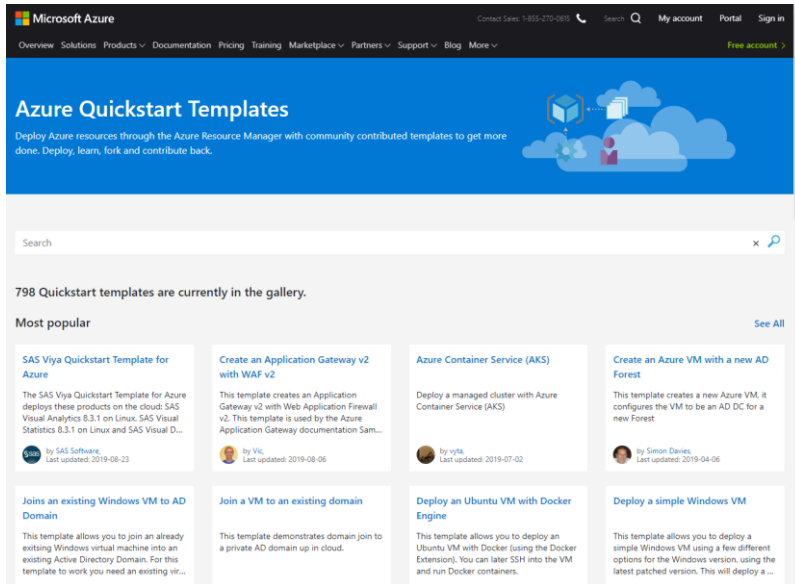 Microsoft Azure
Contact Sales: 1-855-270-0615 Search My account Portal Sign in
Overview Solutions Products Documentation Pricing Training Marketplace Partners Support Blog More Free account >
Azure Quickstart Templates
Deploy Azure resources through the Azure Resource Manager with community contributed templates to get more
done. Deploy, learn, fork and contribute back.
Search ×
798 Quickstart templates are currently in the gallery.
Most popular See All
SAS Viya Quickstart Template for
Azure
The SAS Viya Quickstart Template for Azure
deploys these products on the cloud: SAS
Visual Analytics 8.3.1 on Linux, SAS Visual
Statistics 8.3.1 on Linux and SAS Visual D...
sas
by SAS Software,
Last updated: 2019-08-23
Create an Application Gateway v2
with WAF v2
This template creates an Application
Gateway v2 with Web Application Firewall
v2. This template is used by the Azure
Application Gateway documentation Sam...
by Vic,
Last updated: 2019-08-06
Azure Container Service (AKS)
Deploy a managed cluster with Azure
Container Service (AKS)
by vyta,
Last updated: 2019-07-02
Create an Azure VM with a new AD
Forest
This template creates a new Azure VM, it
configures the VM to be an AD DC for a
new Forest
by Simon Davies,
Last updated: 2019-04-06
Joins an existing Windows VM to AD
Domain
This template allows you to join an already
exitsing Windows virtual machine into an
existing Active Directory Domain. For this
template to work you need an existing vir...
Join a VM to an existing domain
This template demonstrates domain join to
a private AD domain up in cloud.
Deploy an Ubuntu VM with Docker
Engine
This template allows you to deploy an
Ubuntu VM with Docker (using the Docker
Extension). You can later SSH into the VM
and run Docker containers.
Deploy a simple Windows VM
This template allows you to deploy a
simple Windows VM using a few different
options for the Windows version, using the
latest patched version. This will deploy a ...